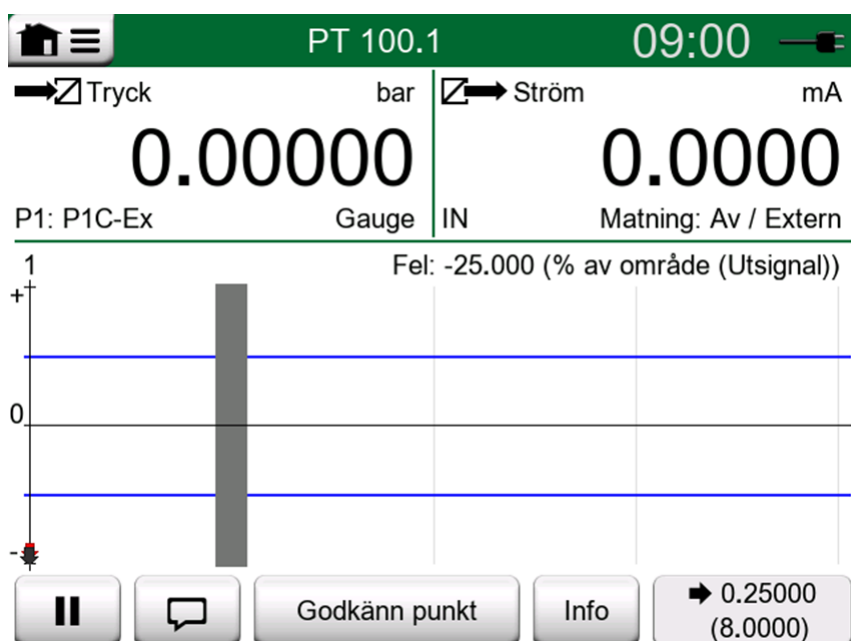 PT 100.1 09:00
Tryck bar
0.00000
P1: P1C-Ex Gauge
Ström mA
0.0000
IN Matning: Av / Extern
1 Fel: -25.000 (% av område (Utsignal))
+
0
-
Godkänn punkt
Info
0.25000
(8.0000)